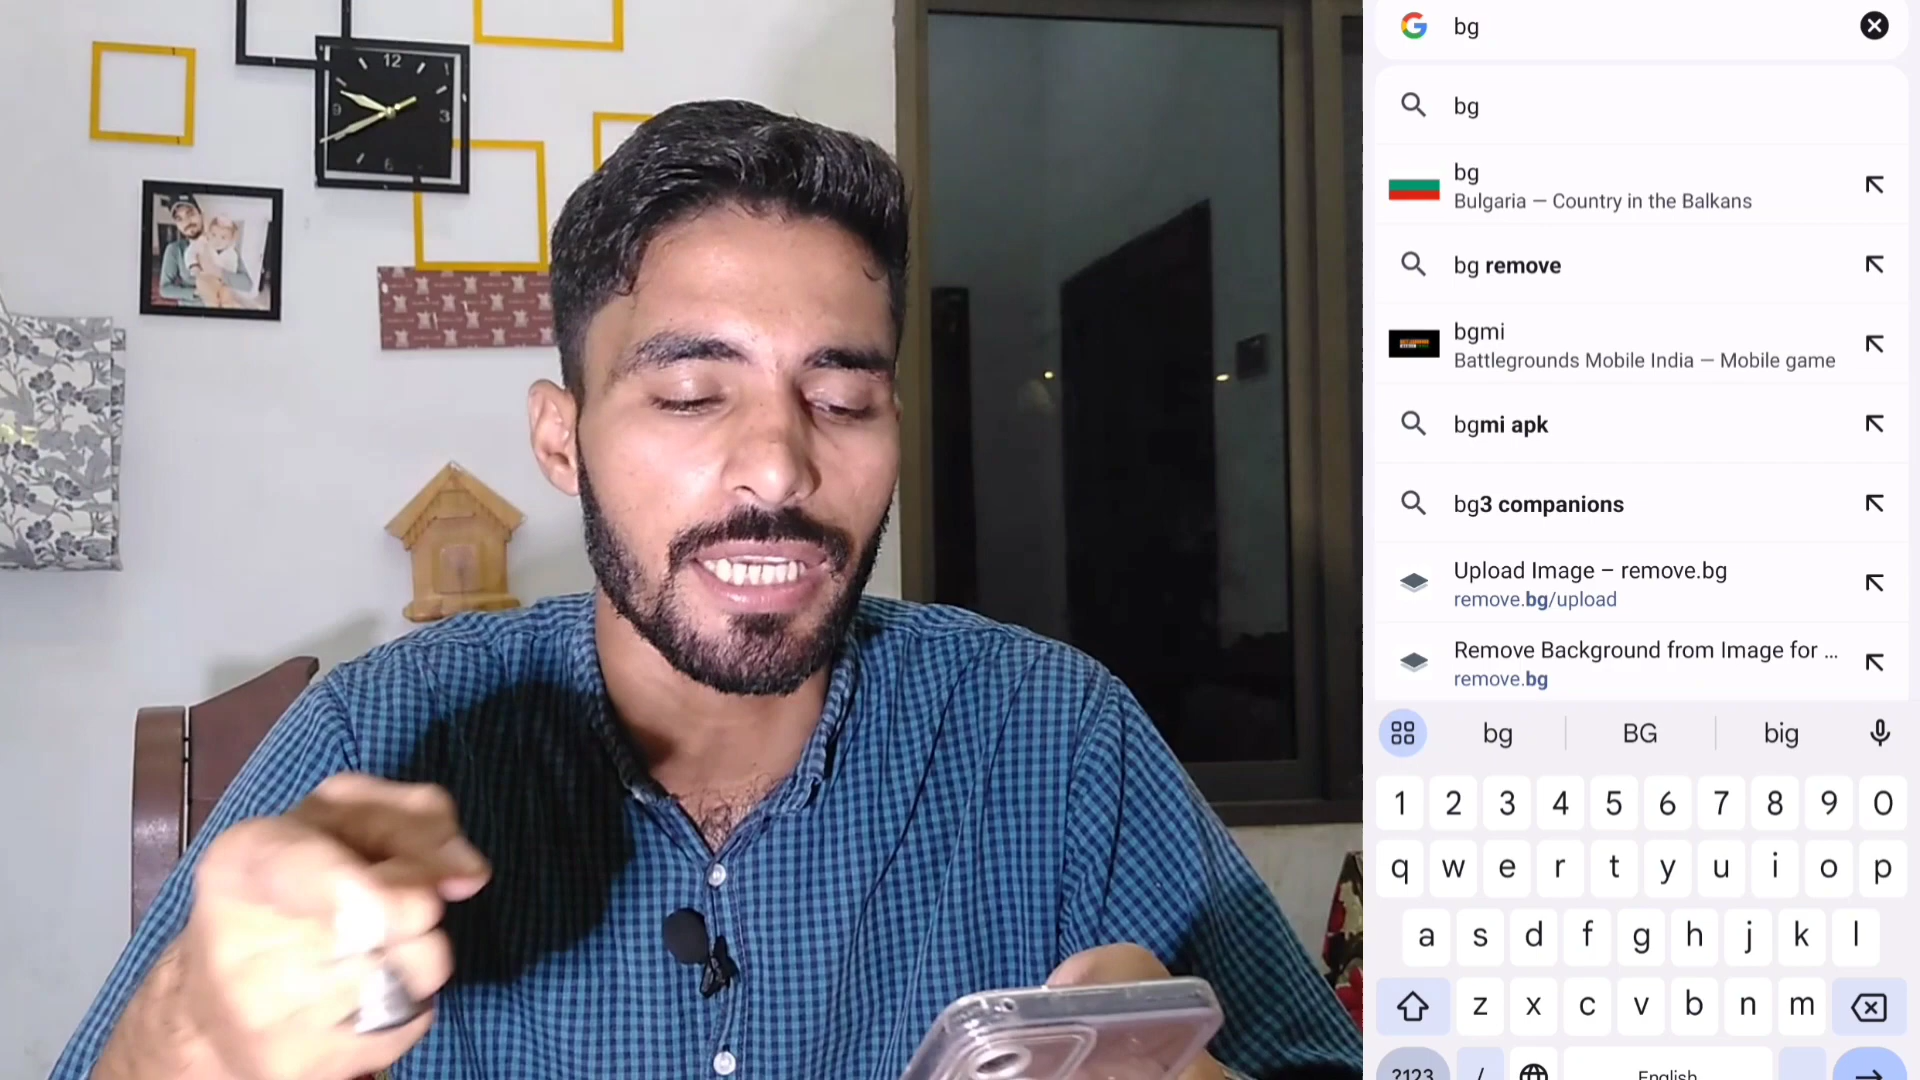 12
3
6
9
bg
bg
bg
Bulgaria — Country in the Balkans
bg remove
bgmi
Battlegrounds Mobile India — Mobile game
bgmi apk
bg3 companions
Upload Image – remove.bg
remove.bg/upload
Remove Background from Image for ...
remove.bg
bg BG big
1 2 3 4 5 6 7 8 9 0
q w e r t y u i o p
a s d f g h j k l
z x c v b n m
?123 / English